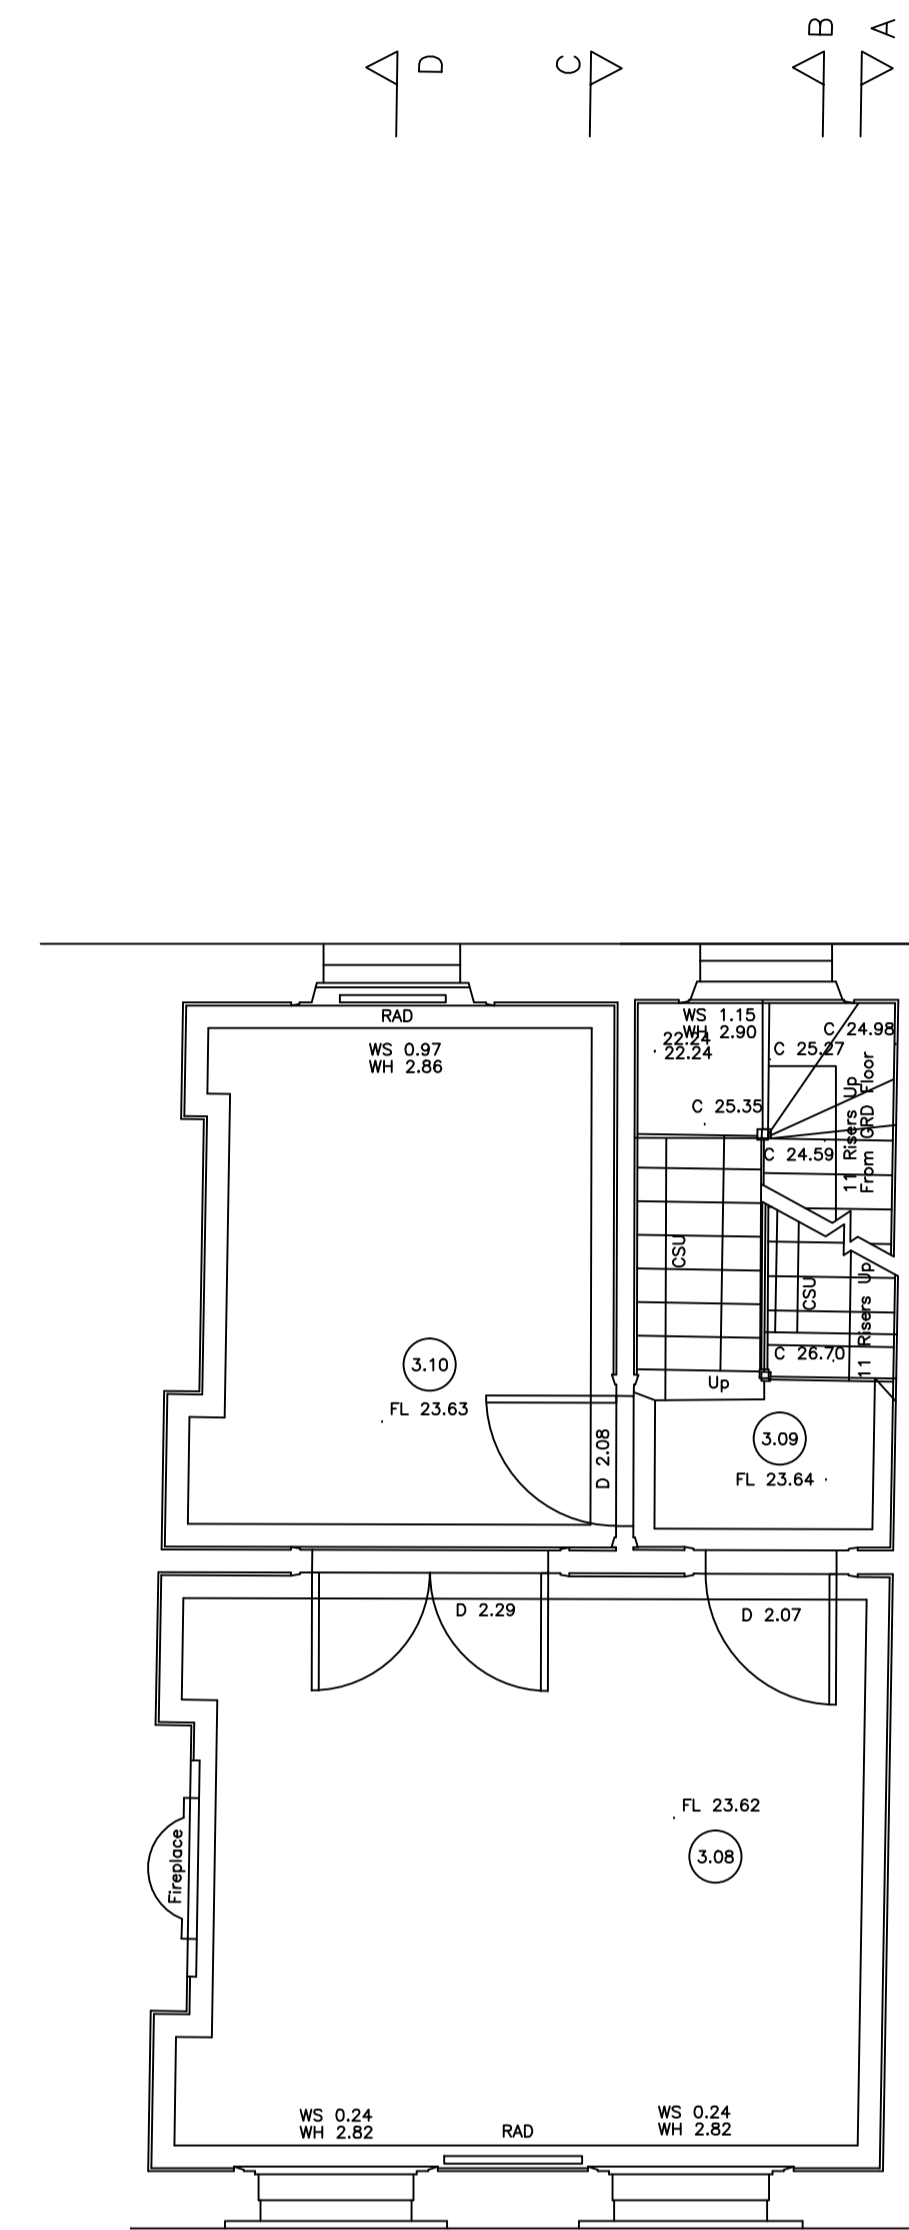 D
C
B
A
RAD
WS 0.97
WH 2.86
WS 1.15
WH 2.90
22.24
22.24
C 24.98
C 25.27
C 25.35
C 24.59
11 Risers Up
From GRD Floor
CSU
CSU
11 Risers Up
C 26.70
Up
3.10
FL 23.63
D 2.08
3.09
FL 23.64
D 2.29
D 2.07
FL 23.62
3.08
Fireplace
WS 0.24
WH 2.82
RAD
WS 0.24
WH 2.82